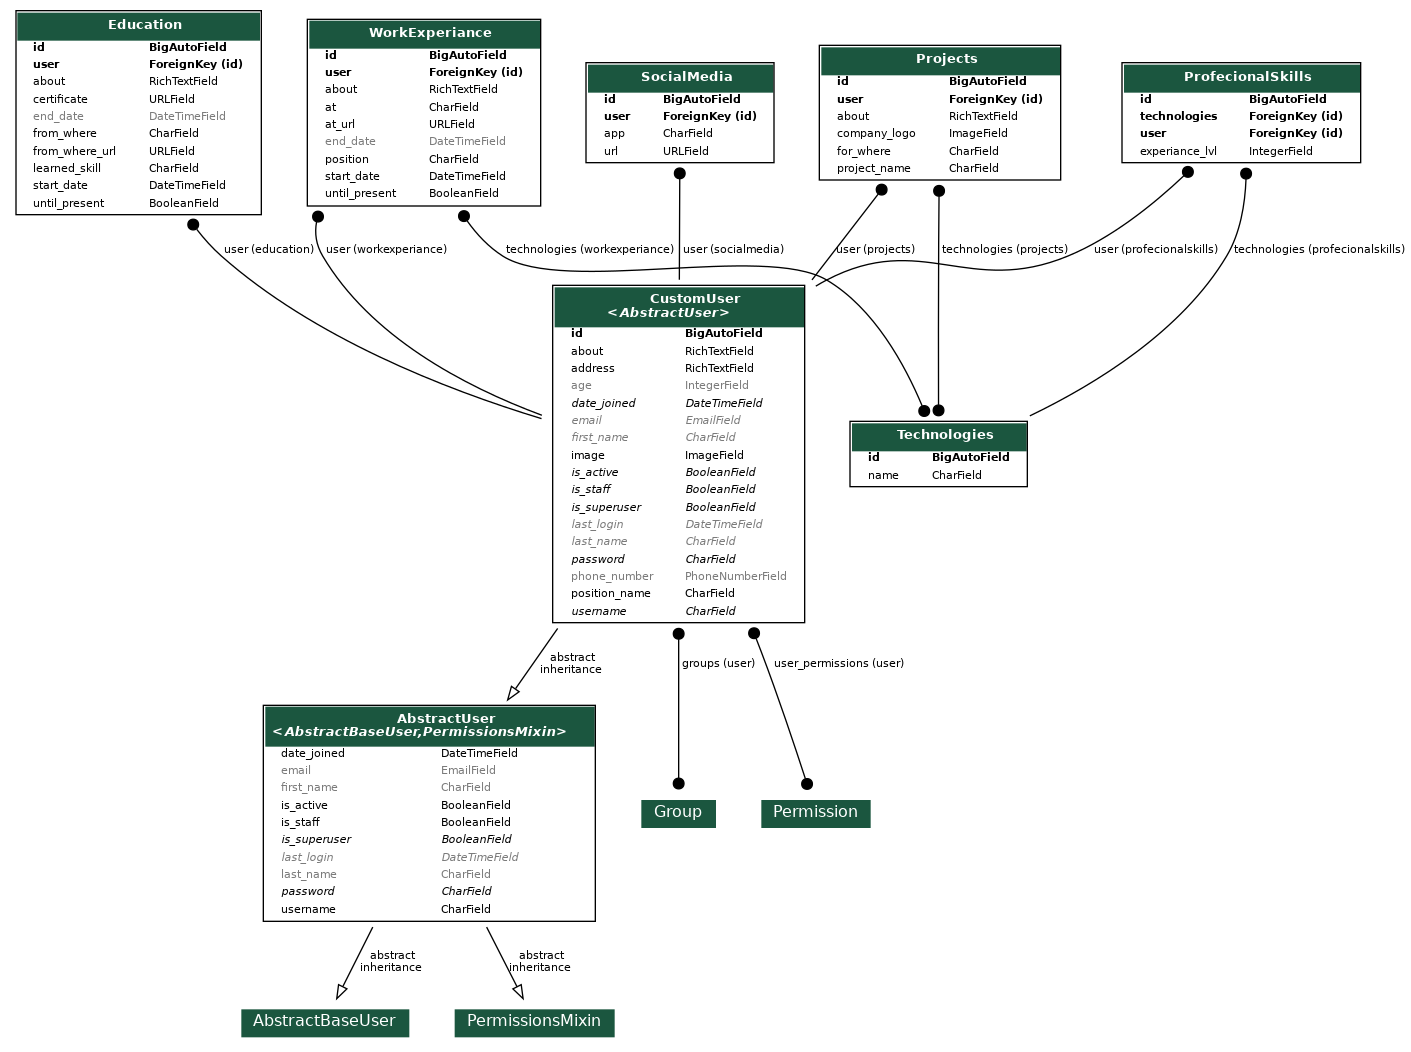 Education
id BigAutoField
user ForeignKey (id)
about RichTextField
certificate URLField
end_date DateTimeField
from_where CharField
from_where_url URLField
learned_skill CharField
start_date DateTimeField
until_present BooleanField
WorkExperiance
id BigAutoField
user ForeignKey (id)
about RichTextField
at CharField
at_url URLField
end_date DateTimeField
position CharField
start_date DateTimeField
until_present BooleanField
SocialMedia
id BigAutoField
user ForeignKey (id)
app CharField
url URLField
Projects
id BigAutoField
user ForeignKey (id)
about RichTextField
company_logo ImageField
for_where CharField
project_name CharField
ProfecionalSkills
id BigAutoField
technologies ForeignKey (id)
user ForeignKey (id)
experiance_lvl IntegerField
user (education)
user (workexperiance)
technologies (workexperiance)
user (socialmedia)
user (projects)
technologies (projects)
user (profecionalskills)
technologies (profecionalskills)
CustomUser
<AbstractUser>
id BigAutoField
about RichTextField
address RichTextField
age IntegerField
date_joined DateTimeField
email EmailField
first_name CharField
image ImageField
is_active BooleanField
is_staff BooleanField
is_superuser BooleanField
last_login DateTimeField
last_name CharField
password CharField
phone_number PhoneNumberField
position_name CharField
username CharField
Technologies
id BigAutoField
name CharField
abstract
inheritance
groups (user)
user_permissions (user)
AbstractUser
<AbstractBaseUser,PermissionsMixin>
date_joined DateTimeField
email EmailField
first_name CharField
is_active BooleanField
is_staff BooleanField
is_superuser BooleanField
last_login DateTimeField
last_name CharField
password CharField
username CharField
Group
Permission
abstract
inheritance
abstract
inheritance
AbstractBaseUser
PermissionsMixin